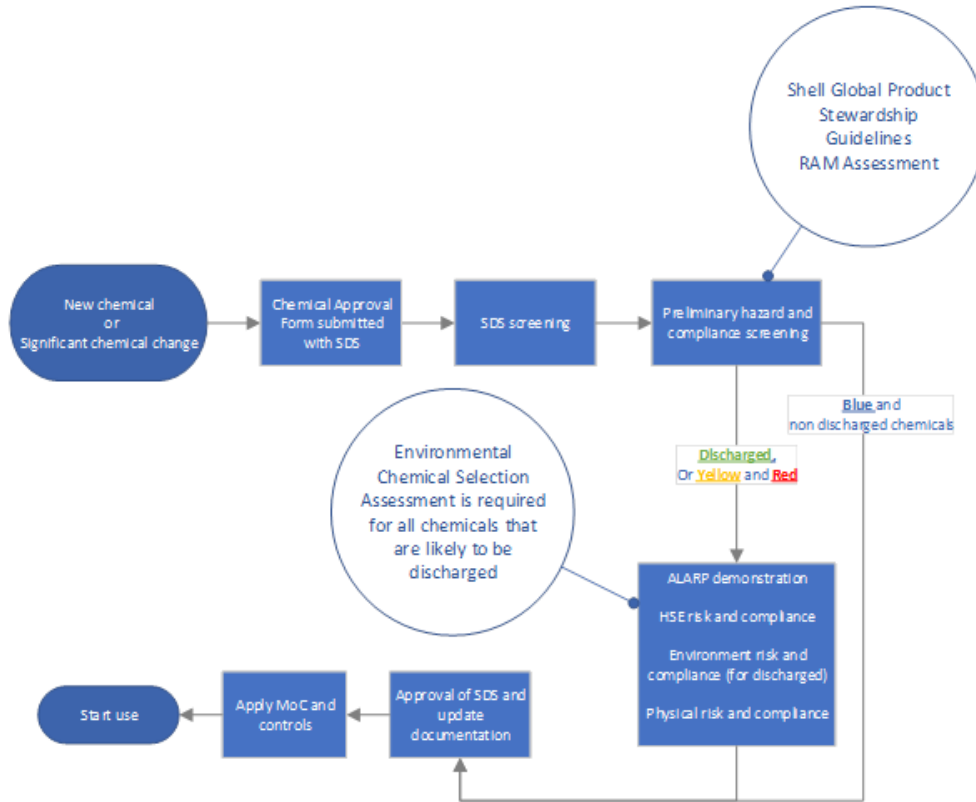 Shell Global Product
Stewardship
Guidelines
RAM Assessment
New chemical
or
Significant chemical change
Chemical Approval
Form submitted
with SDS
SDS screening
Preliminary hazard and
compliance screening
Blue and
non discharged chemicals
Discharged,
Or Yellow and Red
Environmental
Chemical Selection
Assessment is required
for all chemicals that
are likely to be
discharged
ALARP demonstration
HSE risk and compliance
Environment risk and
compliance (for discharged)
Physical risk and compliance
Start use
Apply MoC and
controls
Approval of SDS and
update
documentation